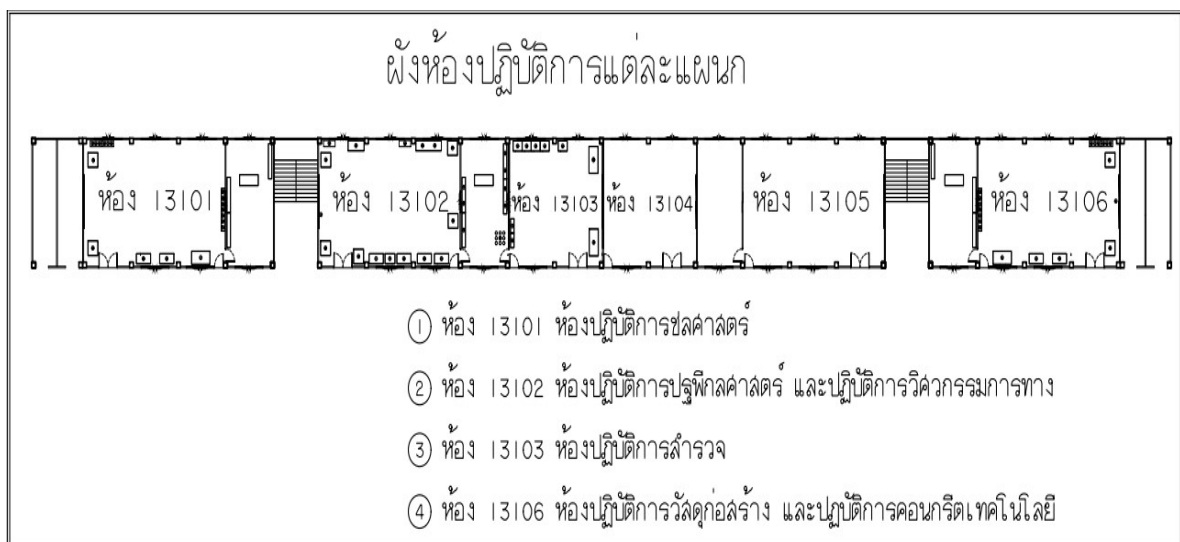 ผังห้องปฏิบัติการแต่ละแผนก
ห้อง 13101
ห้อง 13102
ห้อง 13103
ห้อง 13104
ห้อง 13105
ห้อง 13106
1 ห้อง 13101 ห้องปฏิบัติการชลศาสตร์
2 ห้อง 13102 ห้องปฏิบัติการปฐพีกลศาสตร์ และปฏิบัติการวิศวกรรมการทาง
3 ห้อง 13103 ห้องปฏิบัติการสำรวจ
4 ห้อง 13106 ห้องปฏิบัติการวัสดุก่อสร้าง และปฏบัติการคอนกรีตเทคโนโลยี